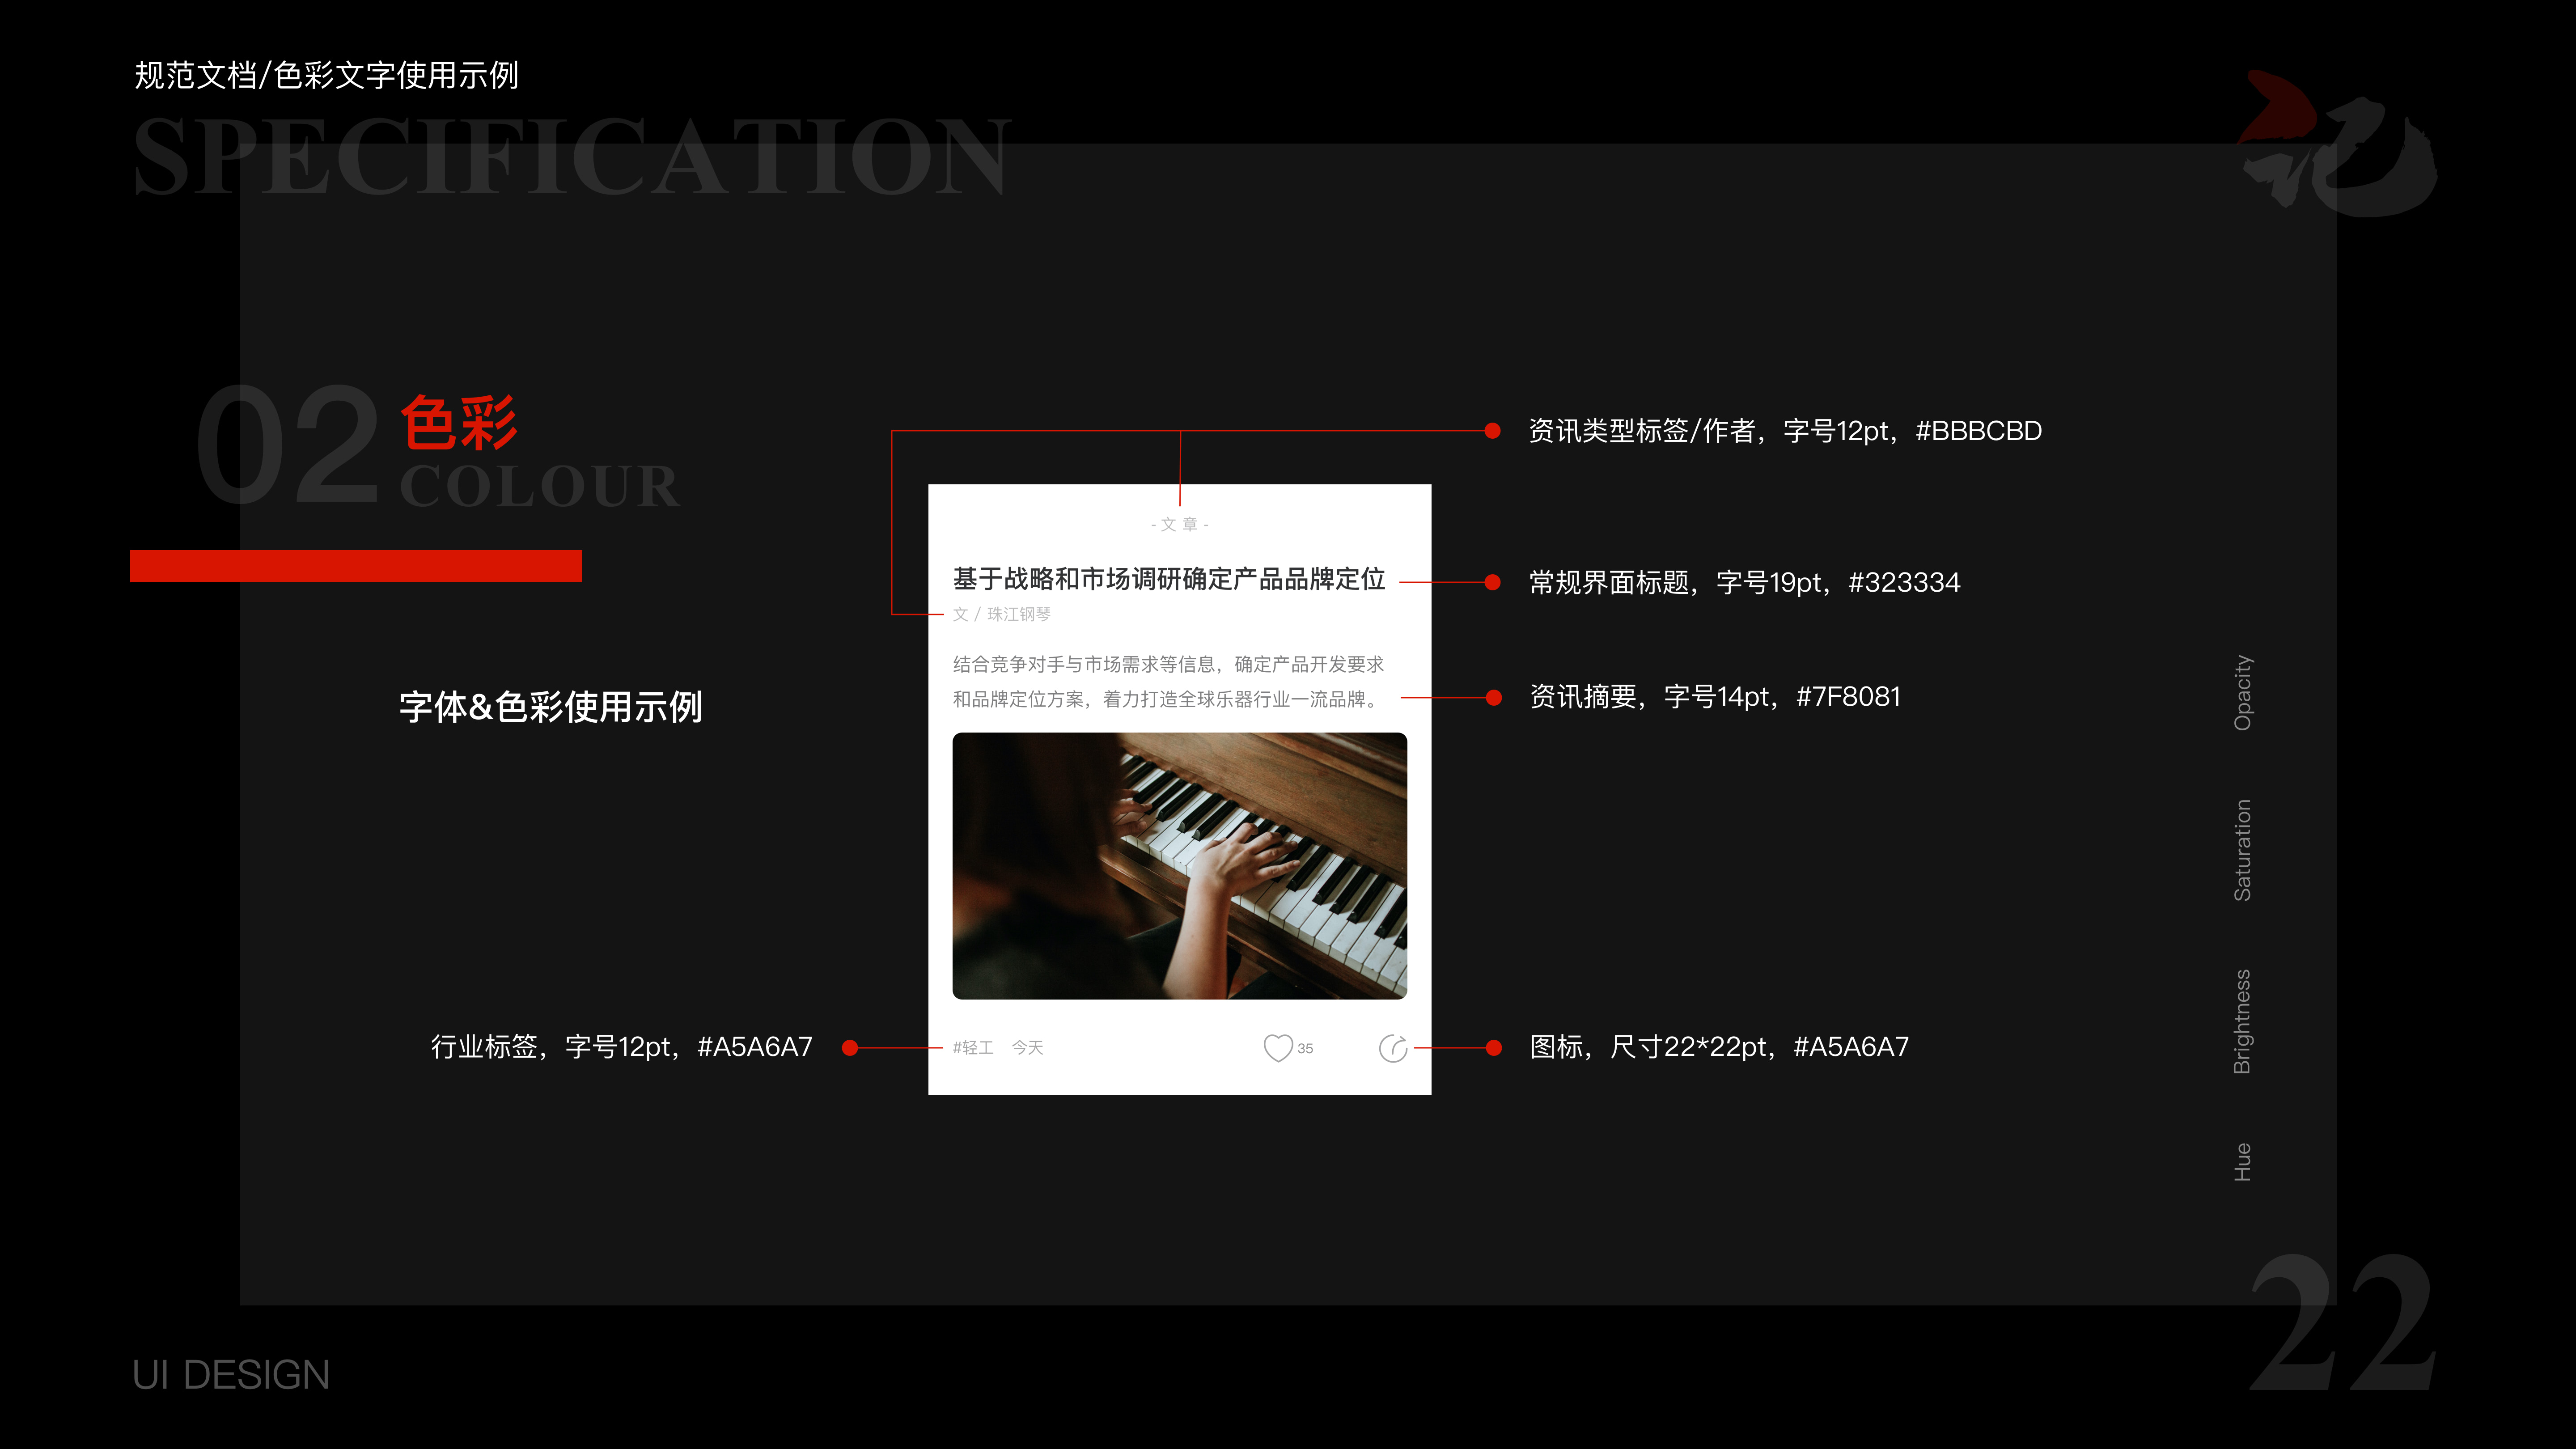 规范文档/色彩文字使用示例
SPECIFICATION
记
02
色彩
COLOUR
字体&色彩使用示例
资讯类型标签/作者，字号12pt，#BBBCBD
- 文 章 -
基于战略和市场调研确定产品品牌定位
常规界面标题，字号19pt，#323334
文 / 珠江钢琴
结合竞争对手与市场需求等信息，确定产品开发要求
和品牌定位方案，着力打造全球乐器行业一流品牌。
资讯摘要，字号14pt，#7F8081
行业标签，字号12pt，#A5A6A7
#轻工 今天
35
图标，尺寸22*22pt，#A5A6A7
Opacity
Saturation
Brightness
Hue
UI DESIGN
22